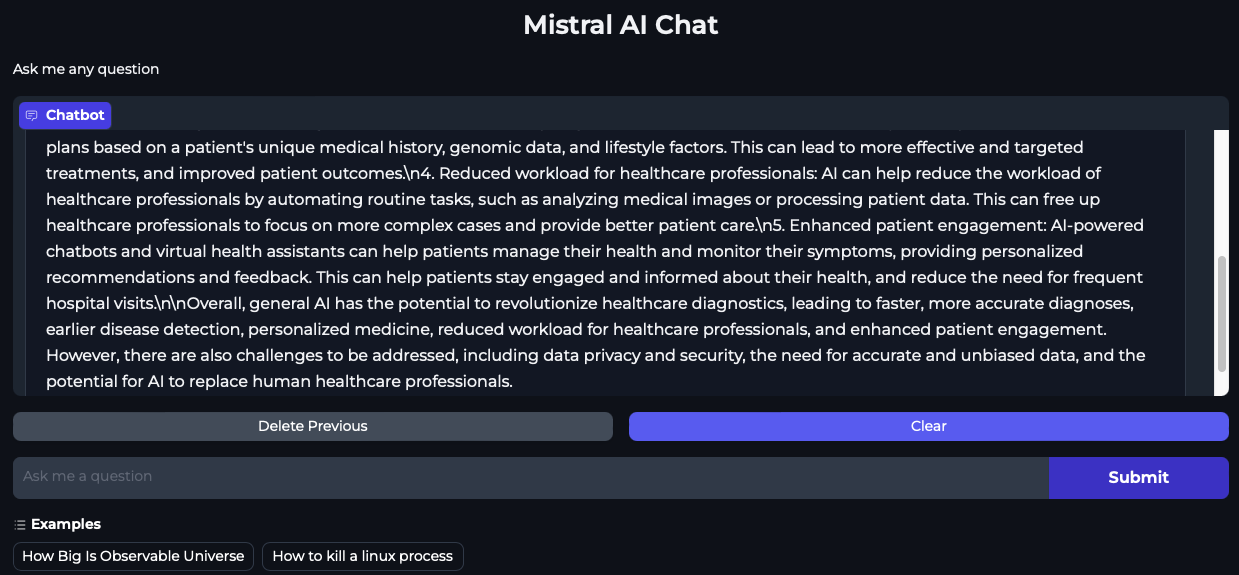 Mistral AI Chat
Ask me any question
Chatbot
plans based on a patient's unique medical history, genomic data, and lifestyle factors. This can lead to more effective and targeted
treatments, and improved patient outcomes.\n4. Reduced workload for healthcare professionals: AI can help reduce the workload of
healthcare professionals by automating routine tasks, such as analyzing medical images or processing patient data. This can free up
healthcare professionals to focus on more complex cases and provide better patient care.\n5. Enhanced patient engagement: AI-powered
chatbots and virtual health assistants can help patients manage their health and monitor their symptoms, providing personalized
recommendations and feedback. This can help patients stay engaged and informed about their health, and reduce the need for frequent
hospital visits.\n\nOverall, general AI has the potential to revolutionize healthcare diagnostics, leading to faster, more accurate diagnoses,
earlier disease detection, personalized medicine, reduced workload for healthcare professionals, and enhanced patient engagement.
However, there are also challenges to be addressed, including data privacy and security, the need for accurate and unbiased data, and the
potential for AI to replace human healthcare professionals.
Delete Previous
Clear
Ask me a question
Submit
Examples
How Big Is Observable Universe
How to kill a linux process